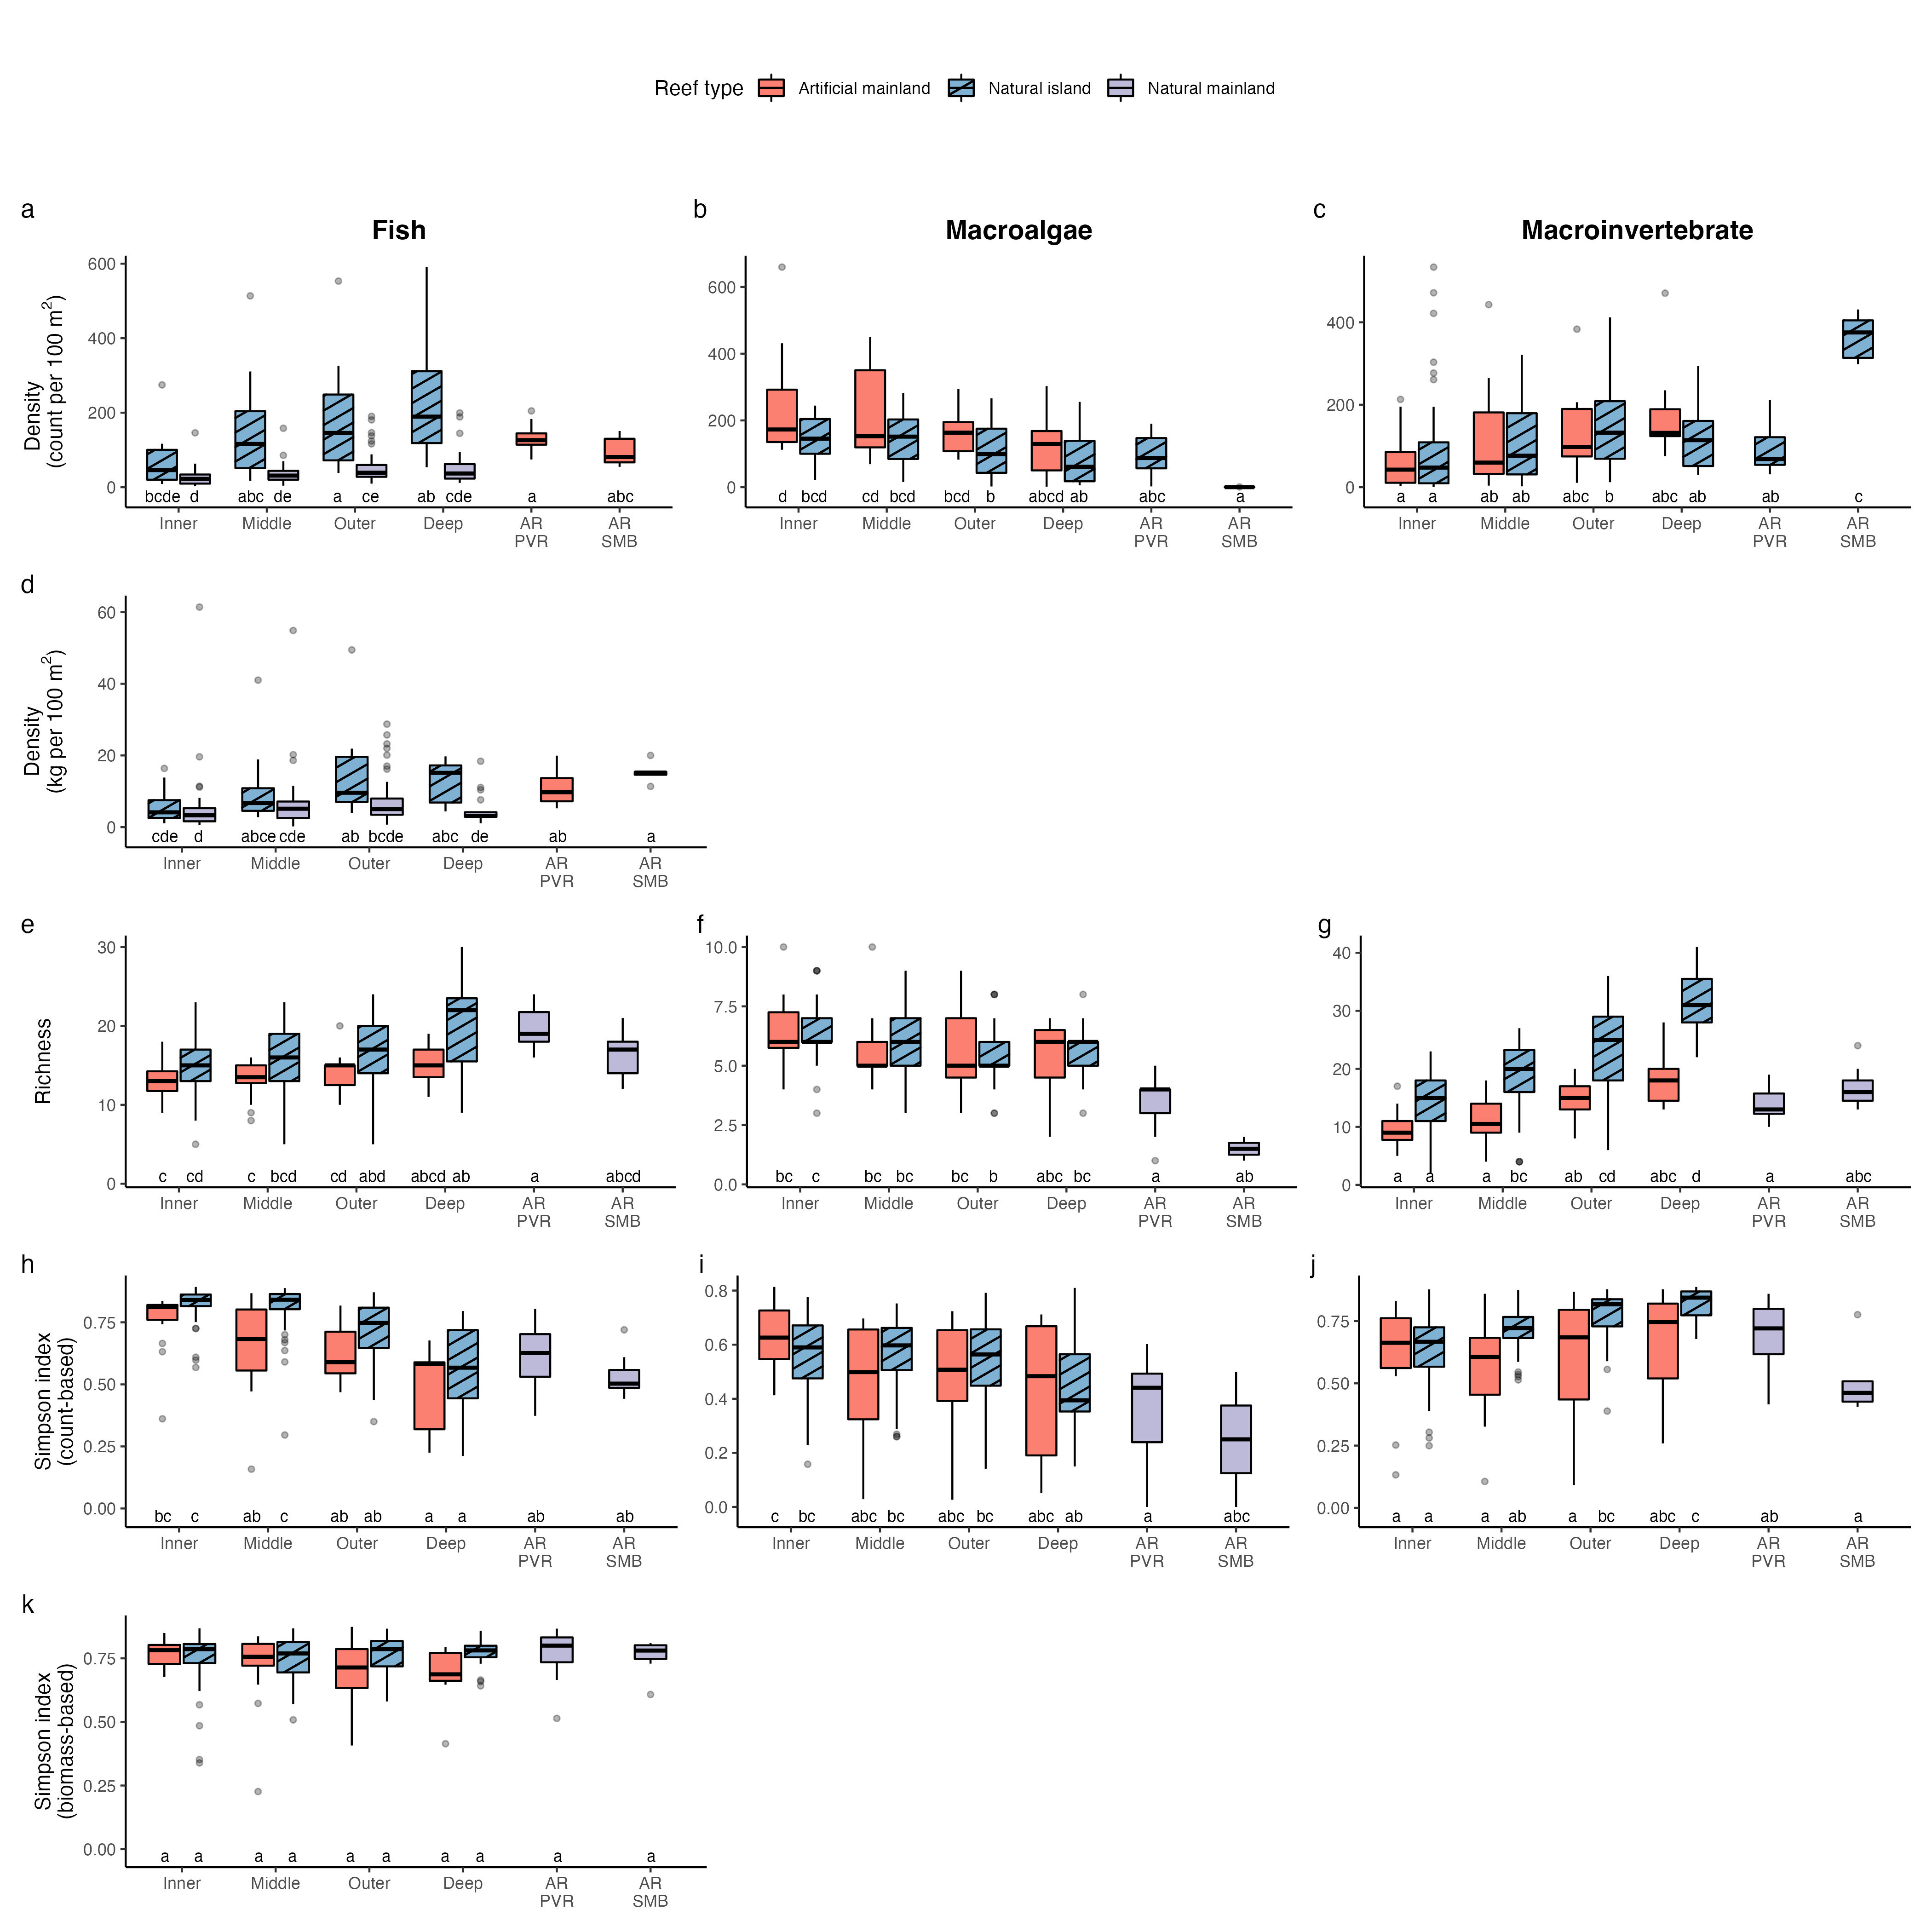 Reef type Artificial mainland Natural island Natural mainland
a b c
Fish Macroalgae Macroinvertebrate
Density
(count per 100 m²)
600
400
200
0
bcde d abc de a ce ab cde a abc
Inner Middle Outer Deep AR PVR AR SMB
600
400
200
0
d bcd cd bcd bcd b abcd ab abc a
Inner Middle Outer Deep AR PVR AR SMB
400
200
0
a a ab ab abc b abc ab ab c
Inner Middle Outer Deep AR PVR AR SMB
d
Density
(kg per 100 m²)
60
40
20
0
cde d abce cde ab bcde abc de ab a
Inner Middle Outer Deep AR PVR AR SMB
e
Richness
30
20
10
0
c cd c bcd cd abd abcd ab a abcd
Inner Middle Outer Deep AR PVR AR SMB
f
10.0
7.5
5.0
2.5
0.0
bc c bc bc bc b abc bc a ab
Inner Middle Outer Deep AR PVR AR SMB
g
40
30
20
10
0
a a a bc ab cd abc d a abc
Inner Middle Outer Deep AR PVR AR SMB
h
Simpson index
(count-based)
0.75
0.50
0.25
0.00
bc c ab c ab ab a a ab ab
Inner Middle Outer Deep AR PVR AR SMB
i
0.8
0.6
0.4
0.2
0.0
c bc abc bc abc bc abc ab a abc
Inner Middle Outer Deep AR PVR AR SMB
j
0.75
0.50
0.25
0.00
a a a ab a bc abc c ab a
Inner Middle Outer Deep AR PVR AR SMB
k
Simpson index
(biomass-based)
0.75
0.50
0.25
0.00
a a a a a a a a a a
Inner Middle Outer Deep AR PVR AR SMB